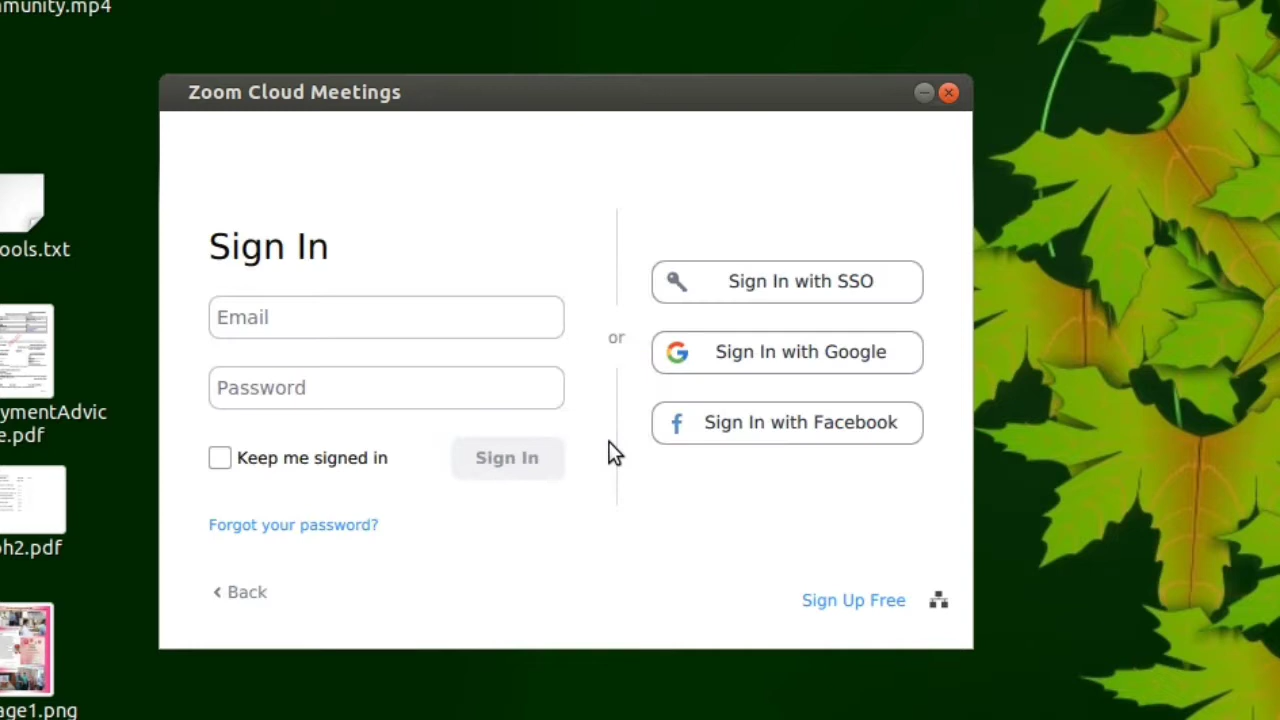 munity.mp4
Zoom Cloud Meetings
ools.txt
ymentAdvic
e.pdf
oh2.pdf
age1.png
Sign In
Email
Password
Keep me signed in
Sign In
Forgot your password?
Back
or
Sign In with SSO
Sign In with Google
Sign In with Facebook
Sign Up Free